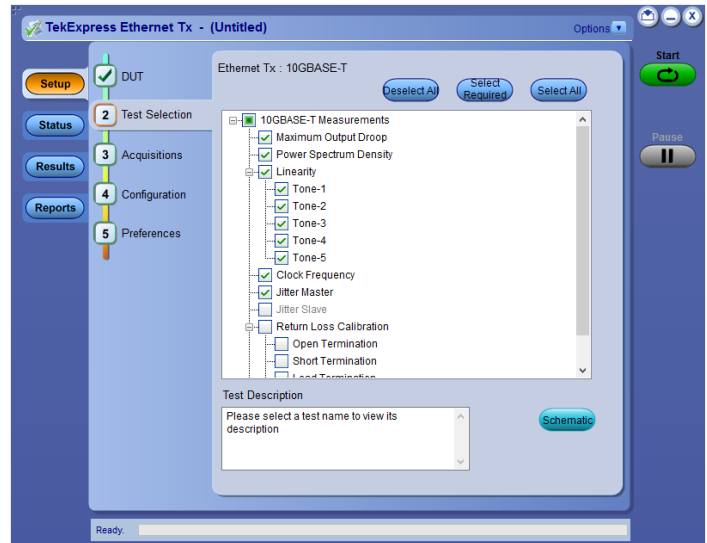 TekExpress Ethernet Tx - (Untitled)
Options
Start
Pause
Setup
Status
Results
Reports
DUT
2 Test Selection
3 Acquisitions
4 Configuration
5 Preferences
Ethernet Tx : 10GBASE-T
Deselect All
Select
Required
Select All
10GBASE-T Measurements
Maximum Output Droop
Power Spectrum Density
Linearity
Tone-1
Tone-2
Tone-3
Tone-4
Tone-5
Clock Frequency
Jitter Master
Jitter Slave
Return Loss Calibration
Open Termination
Short Termination
Load Termination
Test Description
Please select a test name to view its
description
Schematic
Ready.